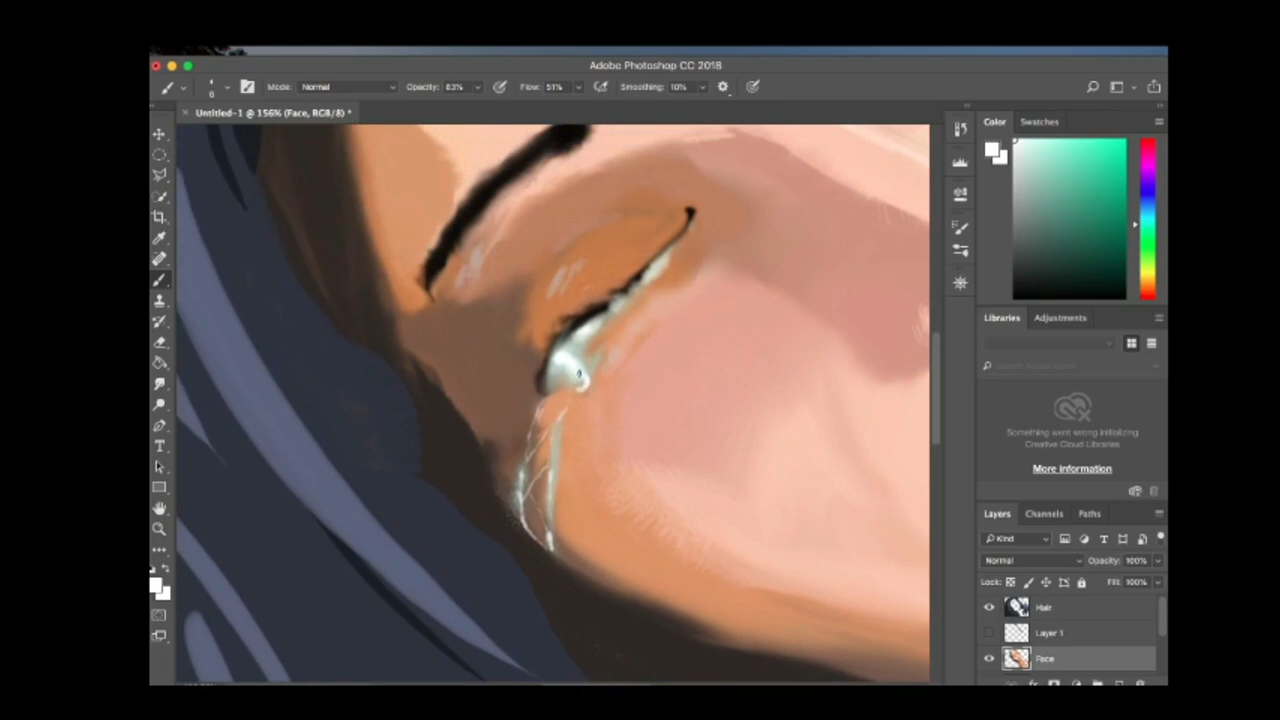 Adobe Photoshop CC 2018
6 Mode: Normal Opacity: 83% Flow: 51% Smoothing: 10%
Untitled-1 @ 156% (Face, RGB/8) *
Color Swatches
Libraries Adjustments
Something went wrong initializing
Creative Cloud Libraries
More information
Layers Channels Paths
Kind
Normal Opacity: 100%
Lock: Fill: 100%
Hair
Layer 1
Face